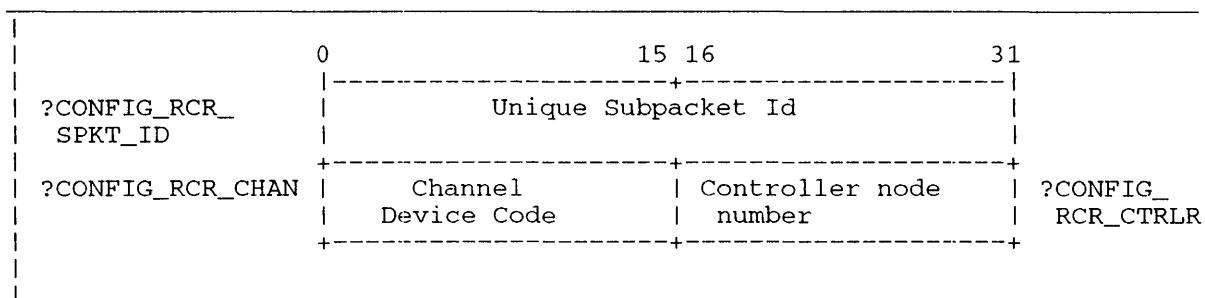 0 15 16 31
?CONFIG_RCR_ Unique Subpacket Id
SPKT_ID
?CONFIG_RCR_CHAN Channel Controller node ?CONFIG_
Device Code number RCR_CTRLR